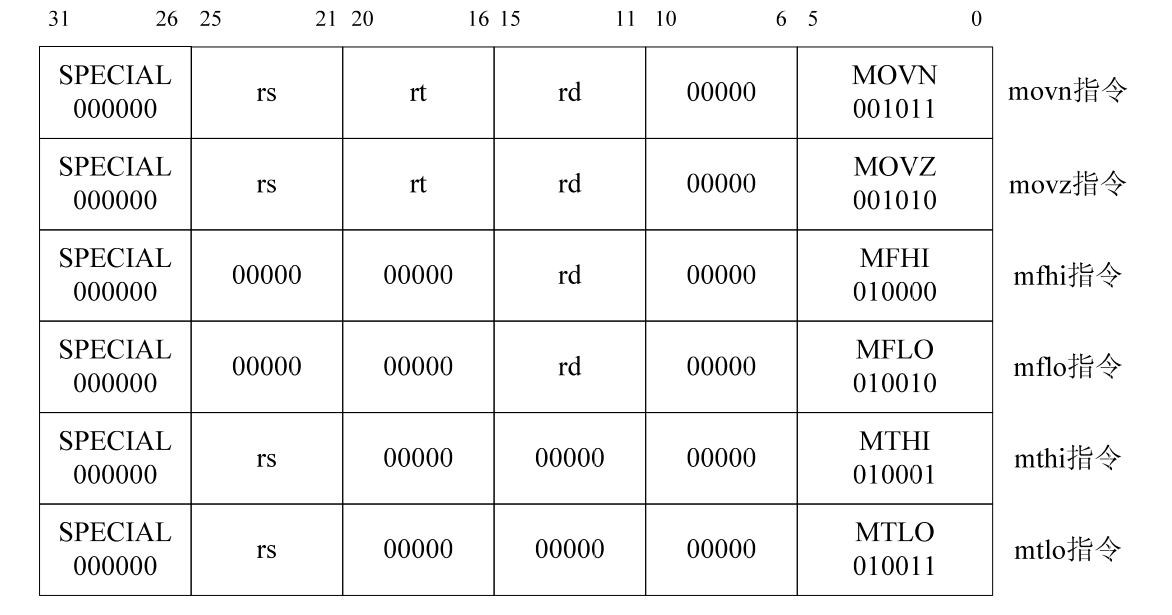 31 26 25 21 20 16 15 11 10 6 5 0
SPECIAL MOVN
rs rt rd 00000 movn指令
000000 001011
SPECIAL MOVZ
rs rt rd 00000 movz指令
000000 001010
SPECIAL MFHI
00000 00000 rd 00000 mfhi指令
000000 010000
SPECIAL MFLO
00000 00000 rd 00000 mflo指令
000000 010010
SPECIAL MTHI
rs 00000 00000 00000 mthi指令
000000 010001
SPECIAL MTLO
rs 00000 00000 00000 mtlo指令
000000 010011